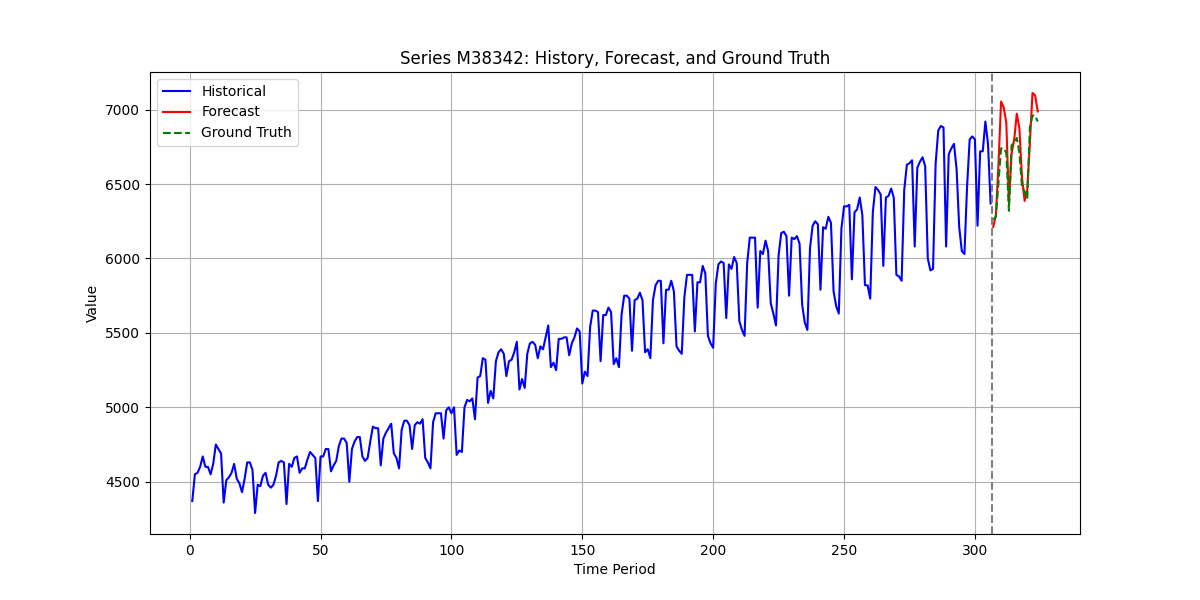 Series M38342: History, Forecast, and Ground Truth
Historical
Forecast
Ground Truth
7000
6500
6000
5500
5000
4500
Value
0 50 100 150 200 250 300
Time Period